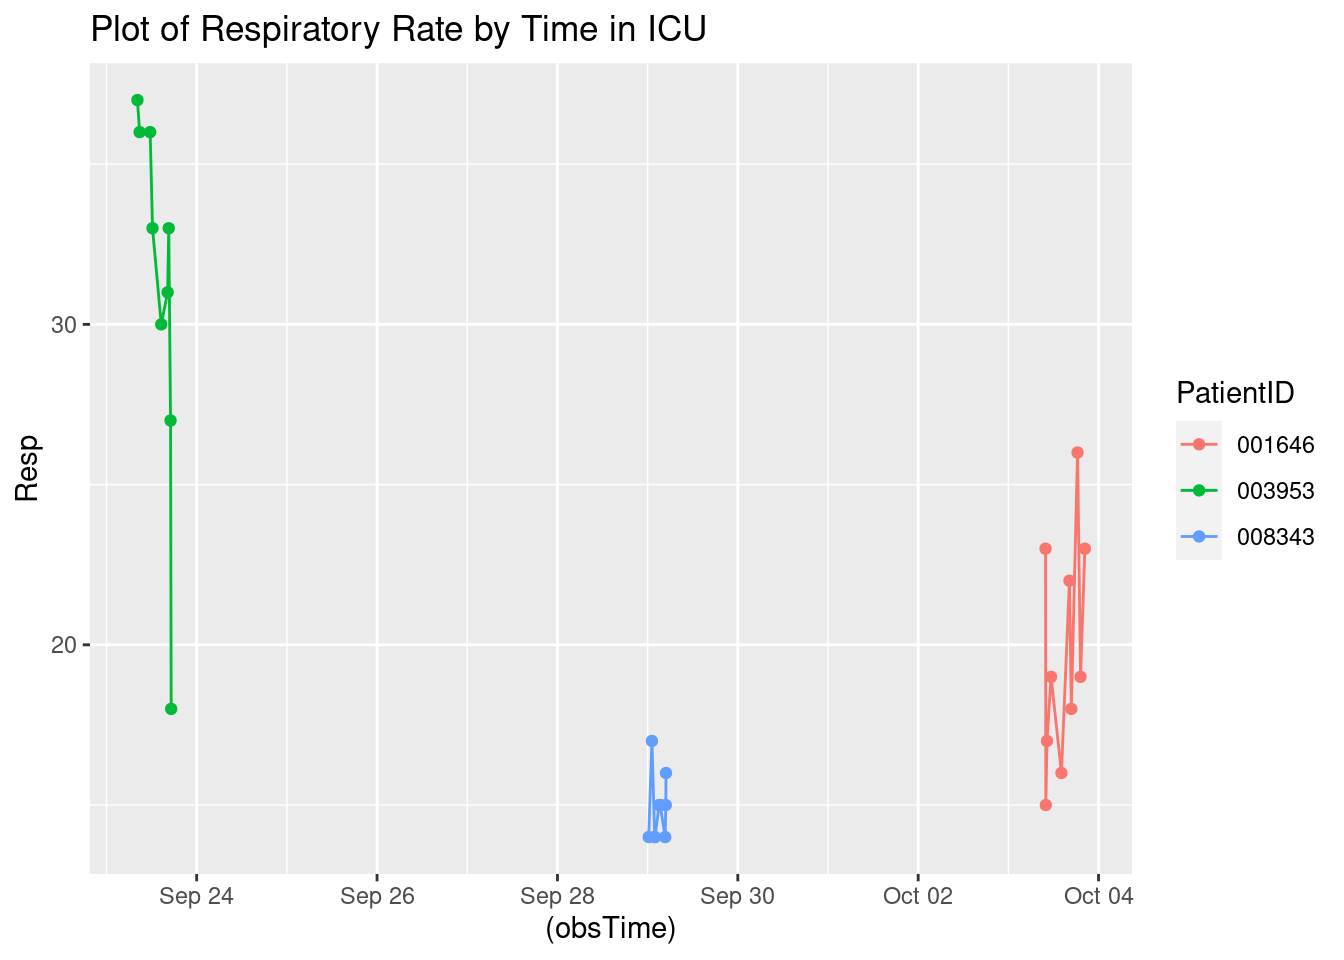 Plot of Respiratory Rate by Time in ICU
Resp
30
20
Sep 24 Sep 26 Sep 28 Sep 30 Oct 02 Oct 04
(obsTime)
PatientID
001646
003953
008343